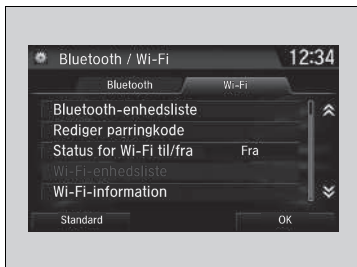 Bluetooth / Wi-Fi 12:34
Bluetooth Wi-Fi
Bluetooth-enhedsliste
Rediger parringkode
Status for Wi-Fi til/fra Fra
Wi-Fi-enhedsliste
Wi-Fi-information
Standard OK